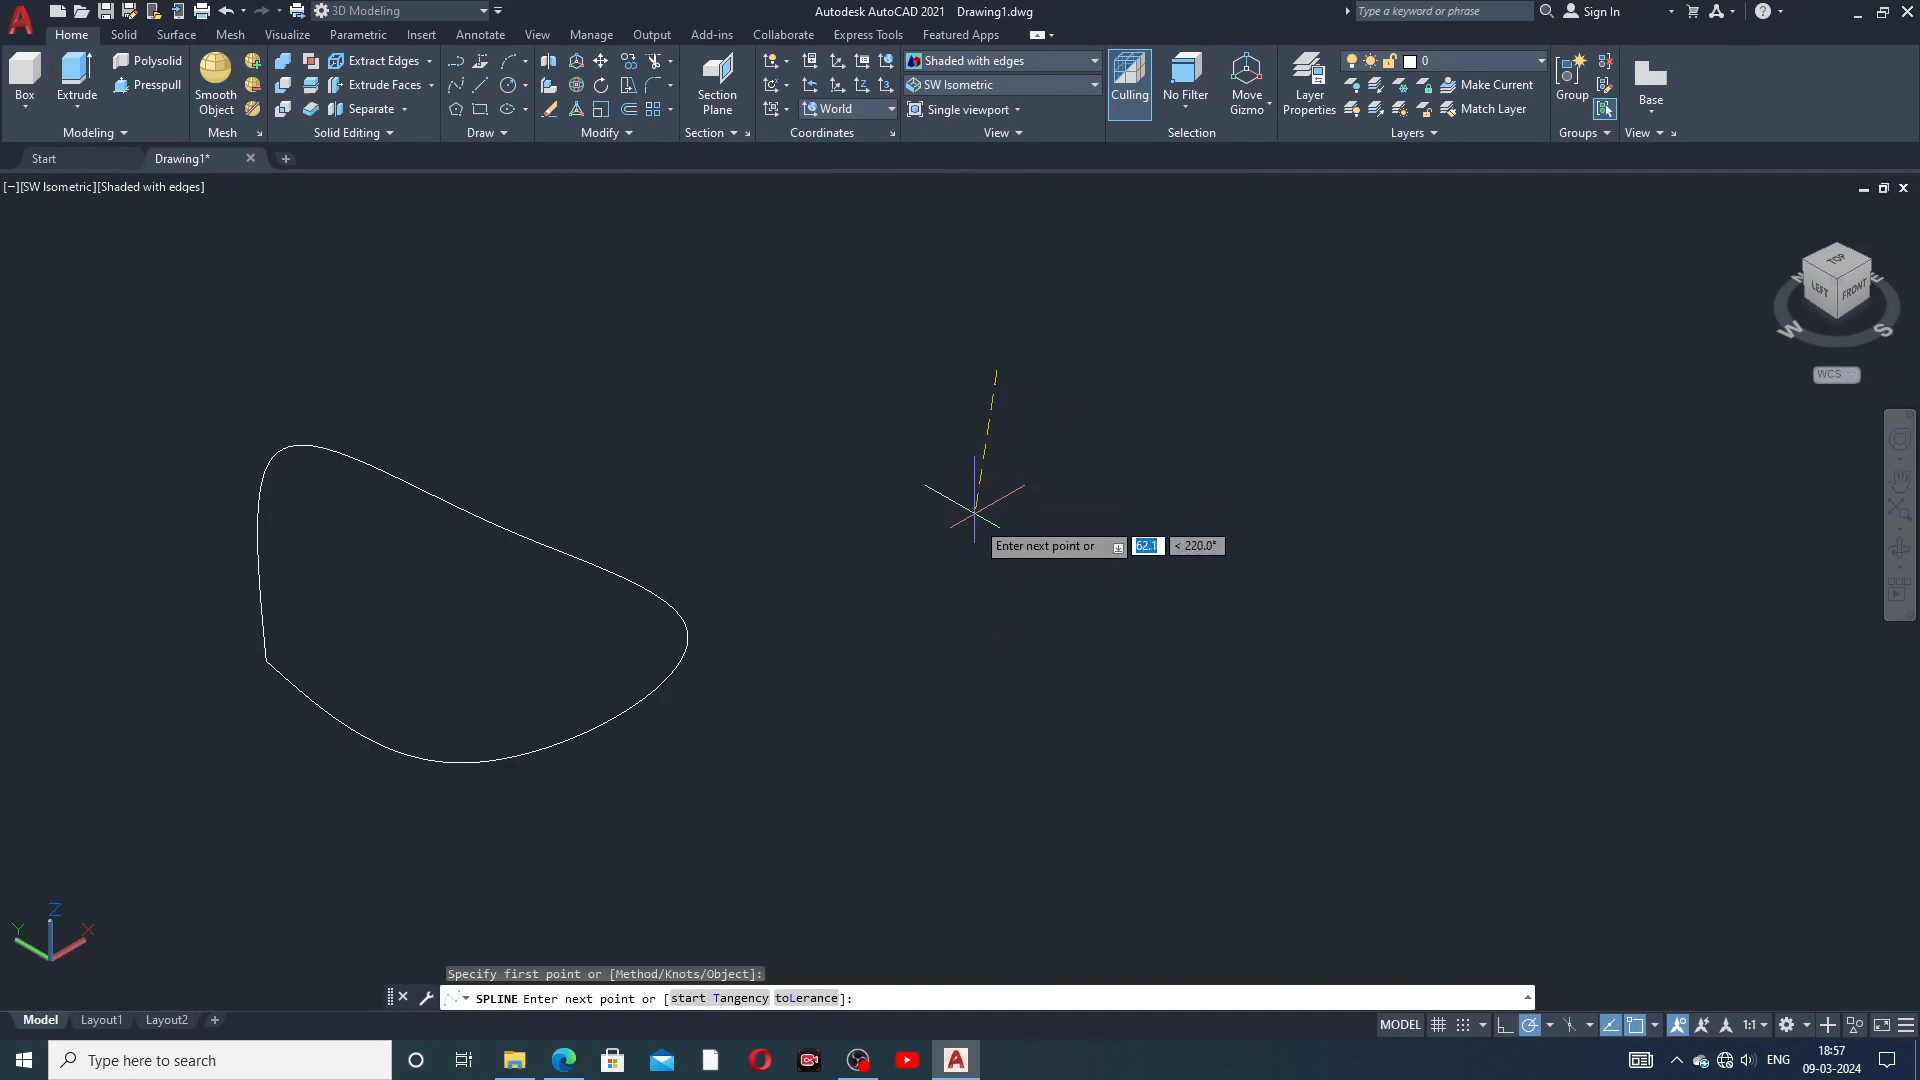 3D Modeling
Autodesk AutoCAD 2021 Drawing1.dwg
Type a keyword or phrase
Sign In
Home Solid Surface Mesh Visualize Parametric Insert Annotate View Manage Output Add-ins Collaborate Express Tools Featured Apps
Box
Extrude
Polysolid
Presspull
Modeling
Smooth Object
Mesh
Extract Edges
Extrude Faces
Separate
Solid Editing
Draw
Modify
Section Plane
Section
World
Coordinates
Shaded with edges
SW Isometric
Single viewport
View
Culling
No Filter
Move Gizmo
Selection
Layer Properties
0
Make Current
Match Layer
Layers
Group
Groups
Base
View
Start
Drawing1*
[−][SW Isometric][Shaded with edges]
TOP
LEFT
FRONT
N
E
W
S
WCS
Enter next point or 62.1 < 220.0°
Z
Y
X
Specify first point or [Method/Knots/Object]:
SPLINE Enter next point or [start Tangency toLerance]:
Model Layout1 Layout2
MODEL
1:1
Type here to search
ENG
18:57
09-03-2024